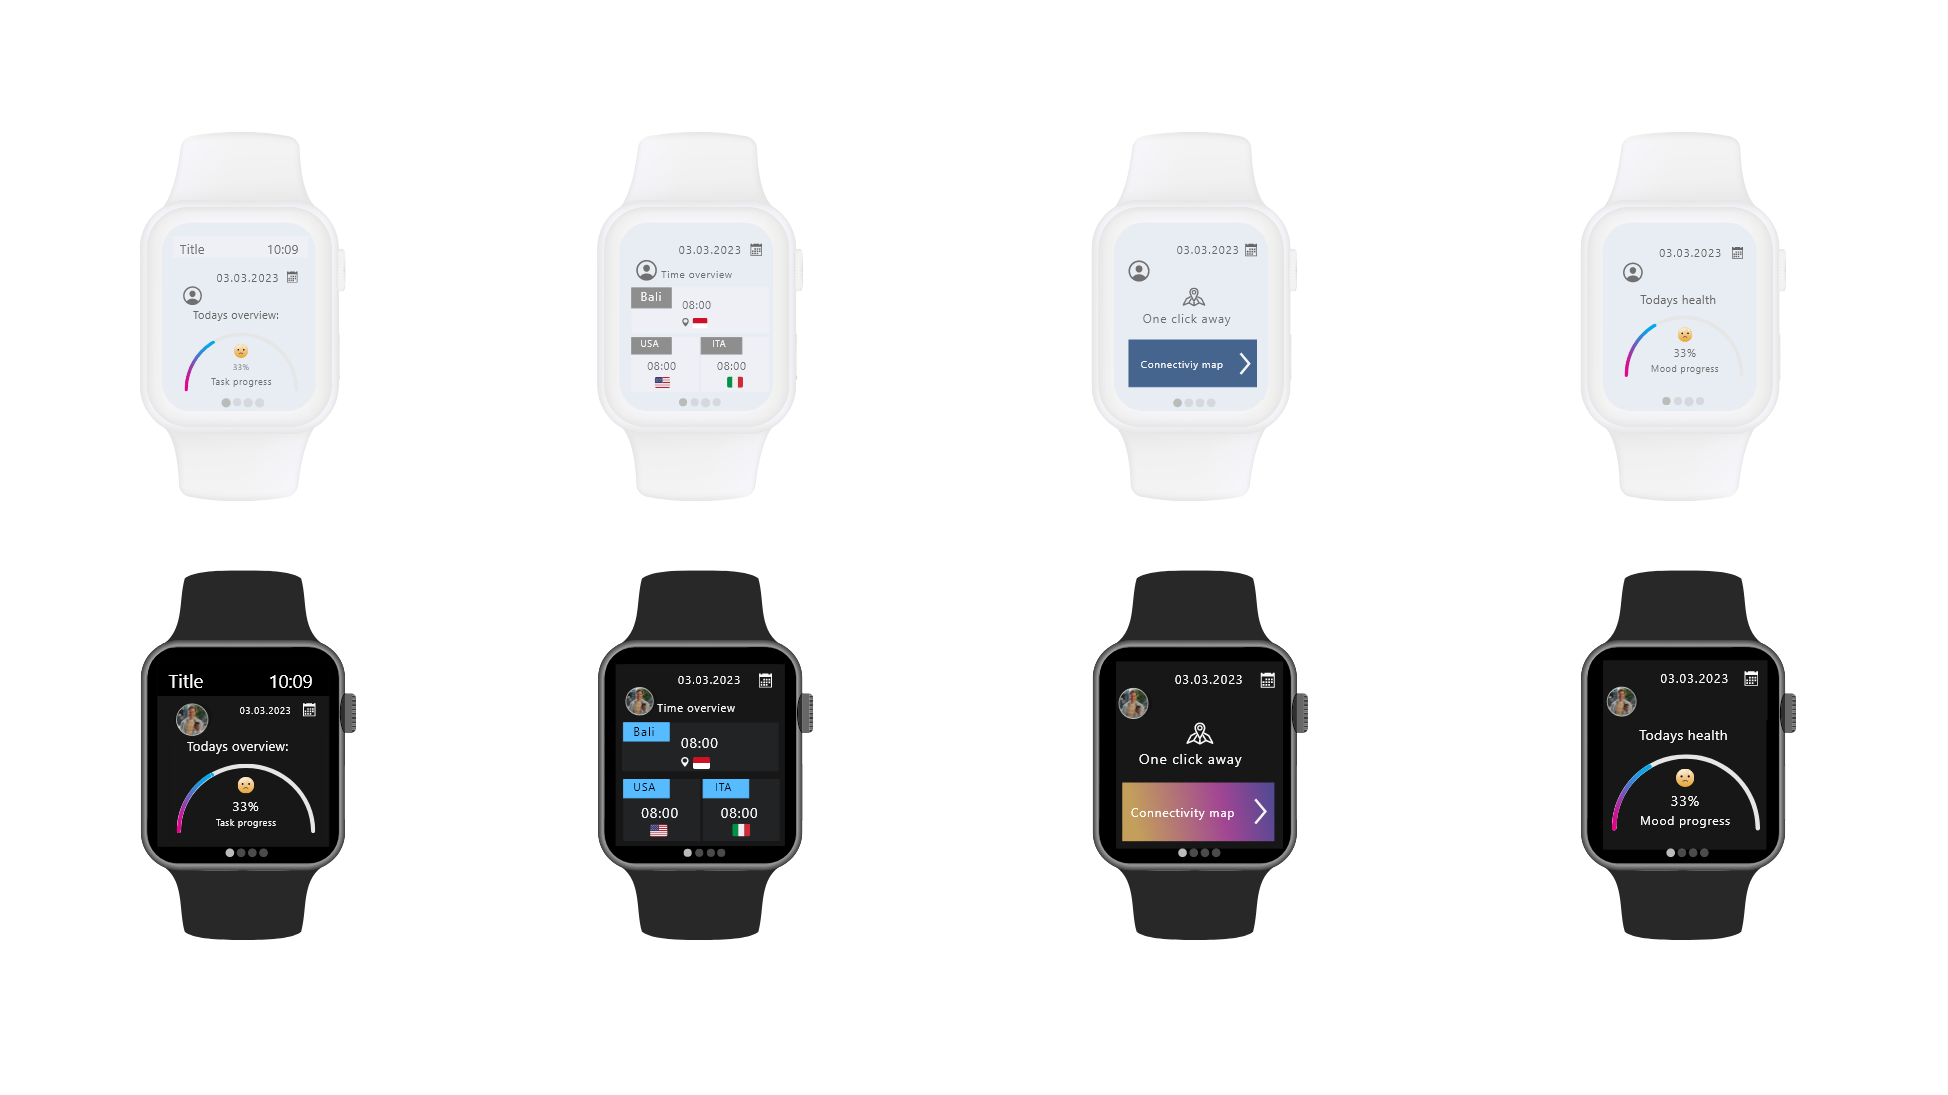 Title 10:09
03.03.2023
Todays overview:
33%
Task progress
03.03.2023
Time overview
Bali
08:00
USA
ITA
08:00
08:00
03.03.2023
One click away
Connectiviy map
03.03.2023
Todays health
33%
Mood progress
Title 10:09
03.03.2023
Todays overview:
33%
Task progress
03.03.2023
Time overview
Bali
08:00
USA
ITA
08:00
08:00
03.03.2023
One click away
Connectivity map
03.03.2023
Todays health
33%
Mood progress